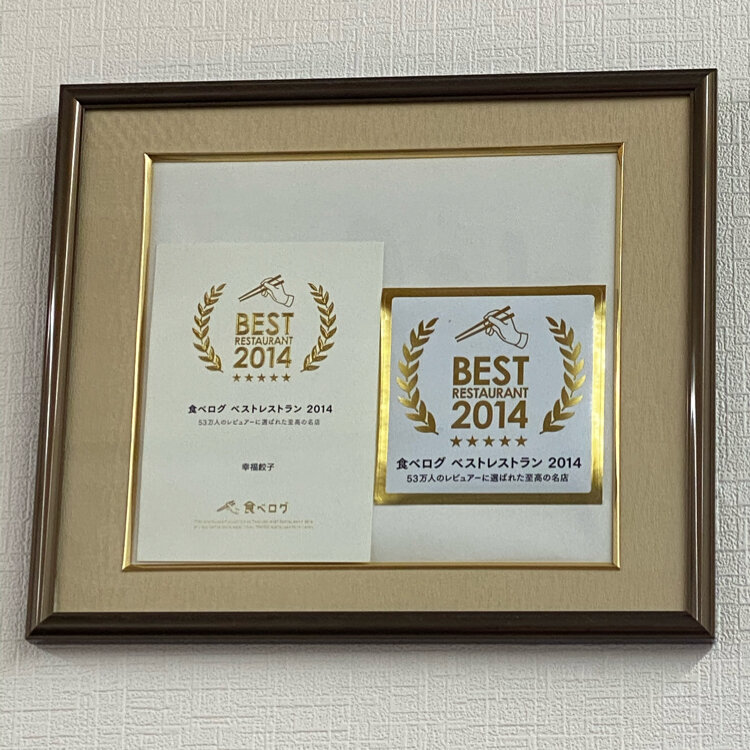 BEST
RESTAURANT
2014
★★★★★
食べログ ベストレストラン 2014
53万人のレビュアーに選ばれた至高の名店
幸福餃子
食べログ
BEST
RESTAURANT
2014
★★★★★
食べログ ベストレストラン 2014
53万人のレビュアーに選ばれた至高の名店